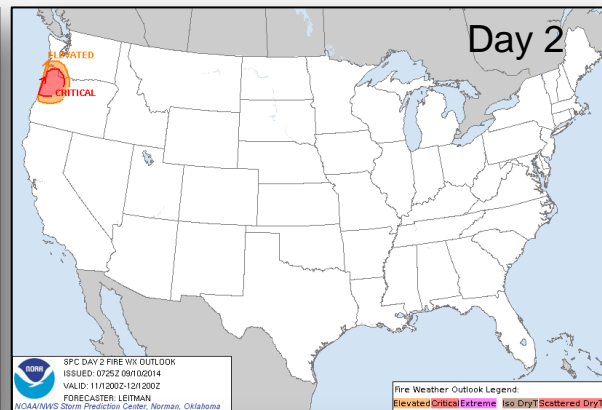 Day 2
ELEVATED
CRITICAL
NOAA
SPC DAY 2 FIRE WX OUTLOOK
ISSUED: 0725Z 09/10/2014
VALID: 11/1200Z-12/1200Z
FORECASTER: LEITMAN
NOAA/NWS Storm Prediction Center, Norman, Oklahoma
Fire Weather Outlook Legend:
Elevated Critical Extreme Iso DryT Scattered DryT